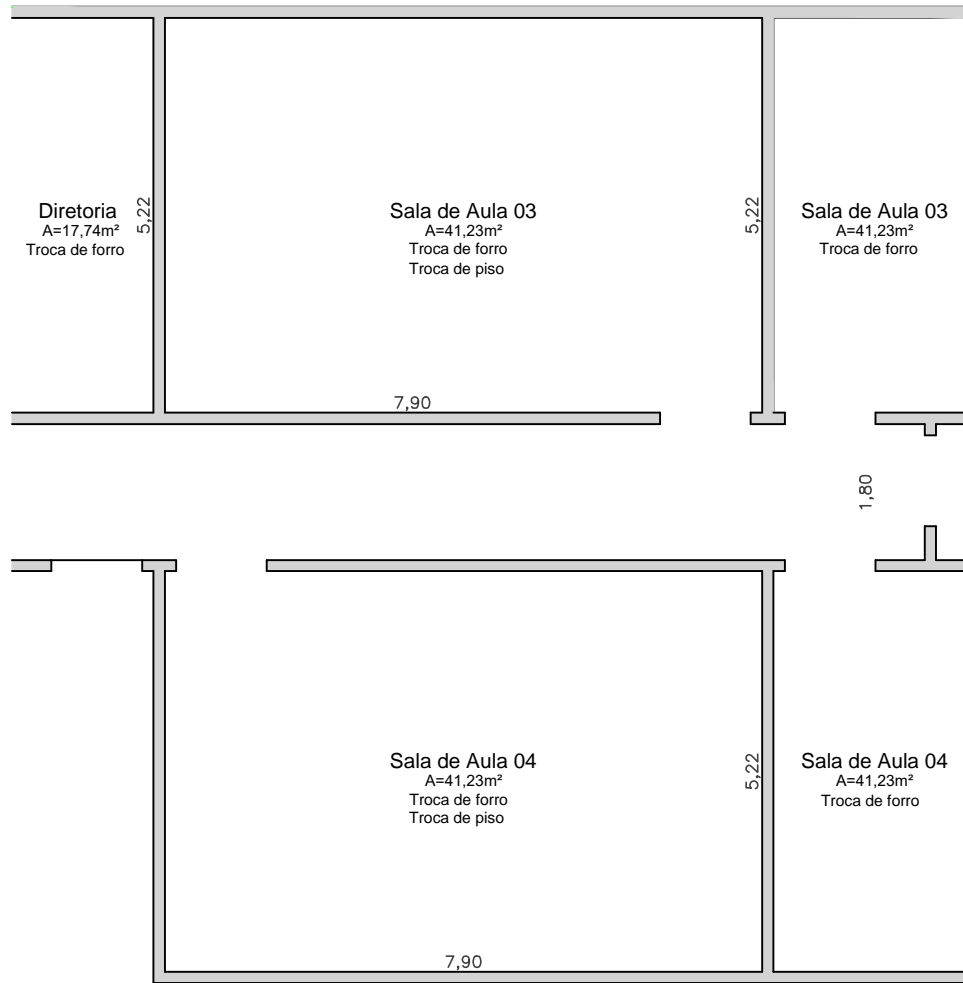 Diretoria
A=17,74m²
Troca de forro
5,22
Sala de Aula 03
A=41,23m²
Troca de forro
Troca de piso
5,22
Sala de Aula 03
A=41,23m²
Troca de forro
7,90
1,80
Sala de Aula 04
A=41,23m²
Troca de forro
Troca de piso
5,22
Sala de Aula 04
A=41,23m²
Troca de forro
7,90